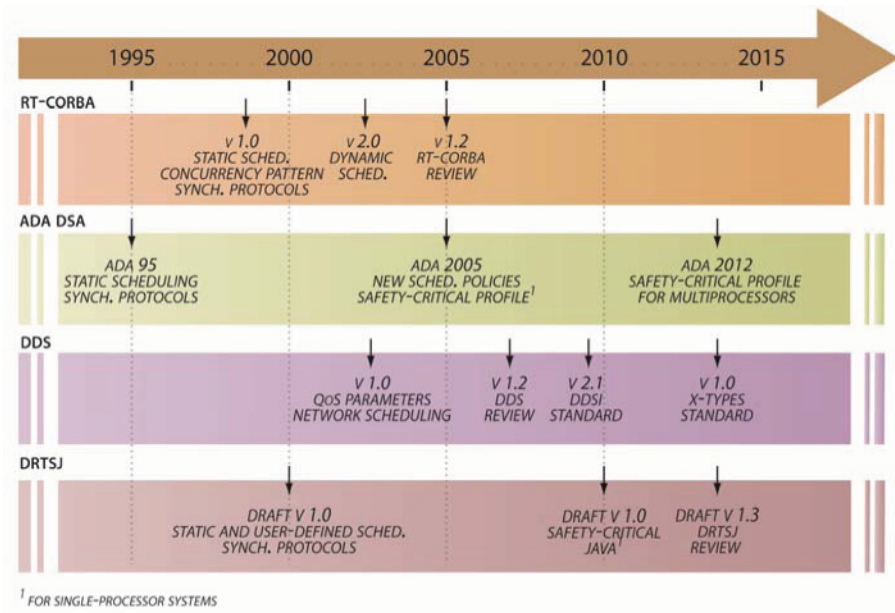 1995 2000 2005 2010 2015
RT-CORBA
V 1.0
STATIC SCHED.
CONCURRENCY PATTERN
SYNCH. PROTOCOLS
V 2.0
DYNAMIC
SCHED.
V 1.2
RT-CORBA
REVIEW
ADA DSA
ADA 95
STATIC SCHEDULING
SYNCH. PROTOCOLS
ADA 2005
NEW SCHED. POLICIES
SAFETY-CRITICAL PROFILE¹
ADA 2012
SAFETY-CRITICAL PROFILE
FOR MULTIPROCESSORS
DDS
V 1.0
QOS PARAMETERS
NETWORK SCHEDULING
V 1.2
DDS
REVIEW
V 2.1
DDSI
STANDARD
V 1.0
X-TYPES
STANDARD
DRTSJ
DRAFT V 1.0
STATIC AND USER-DEFINED SCHED.
SYNCH. PROTOCOLS
DRAFT V 1.0
SAFETY-CRITICAL
JAVA¹
DRAFT V 1.3
DRTSJ
REVIEW
¹ FOR SINGLE-PROCESSOR SYSTEMS